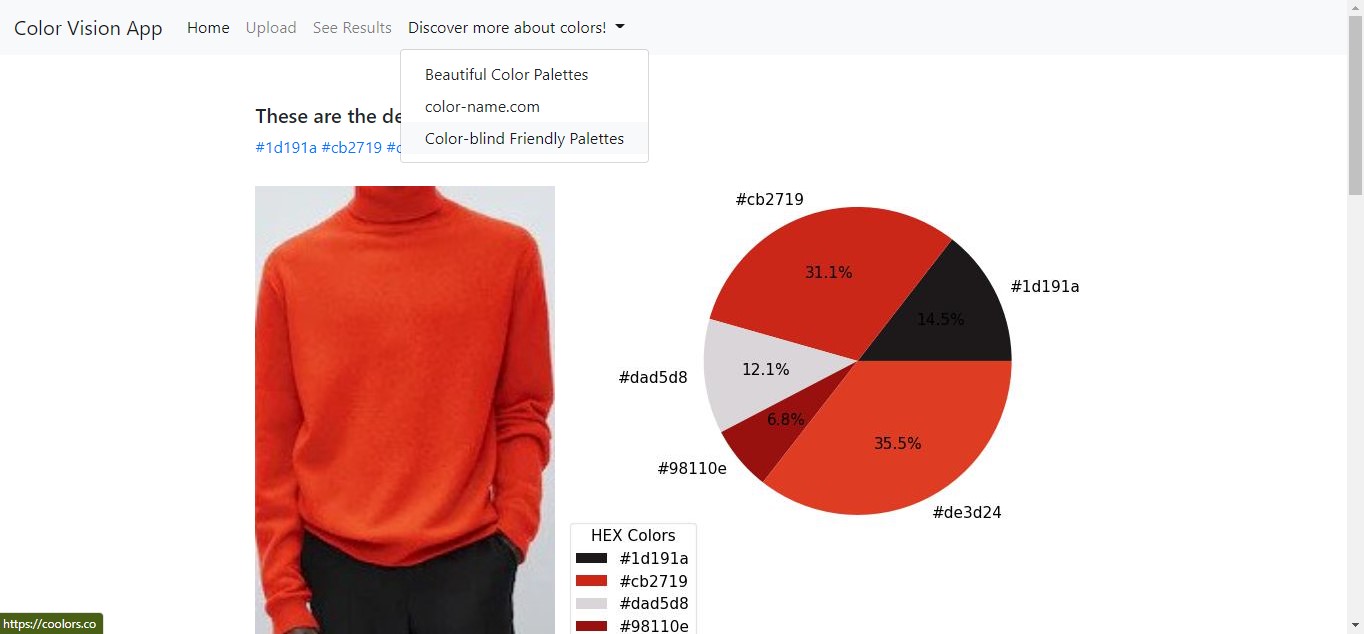 Color Vision App Home Upload See Results Discover more about colors!
Beautiful Color Palettes
color-name.com
Color-blind Friendly Palettes
These are the de
#1d191a #cb2719
#cb2719
31.1%
#1d191a
14.5%
#dad5d8
12.1%
6.8%
#98110e
35.5%
#de3d24
HEX Colors
#1d191a
#cb2719
#dad5d8
#98110e
https://coolors.co